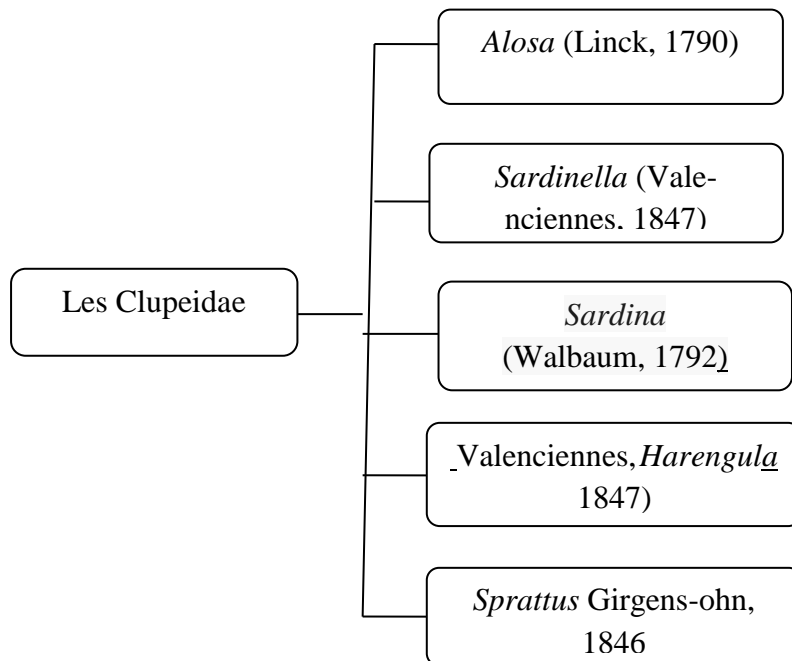 Alosa (Linck, 1790)
Sardinella (Vale-
nciennes, 1847)
Les Clupeidae
Sardina
(Walbaum, 1792)
Valenciennes, Harengula
1847)
Sprattus Girgens-ohn,
1846